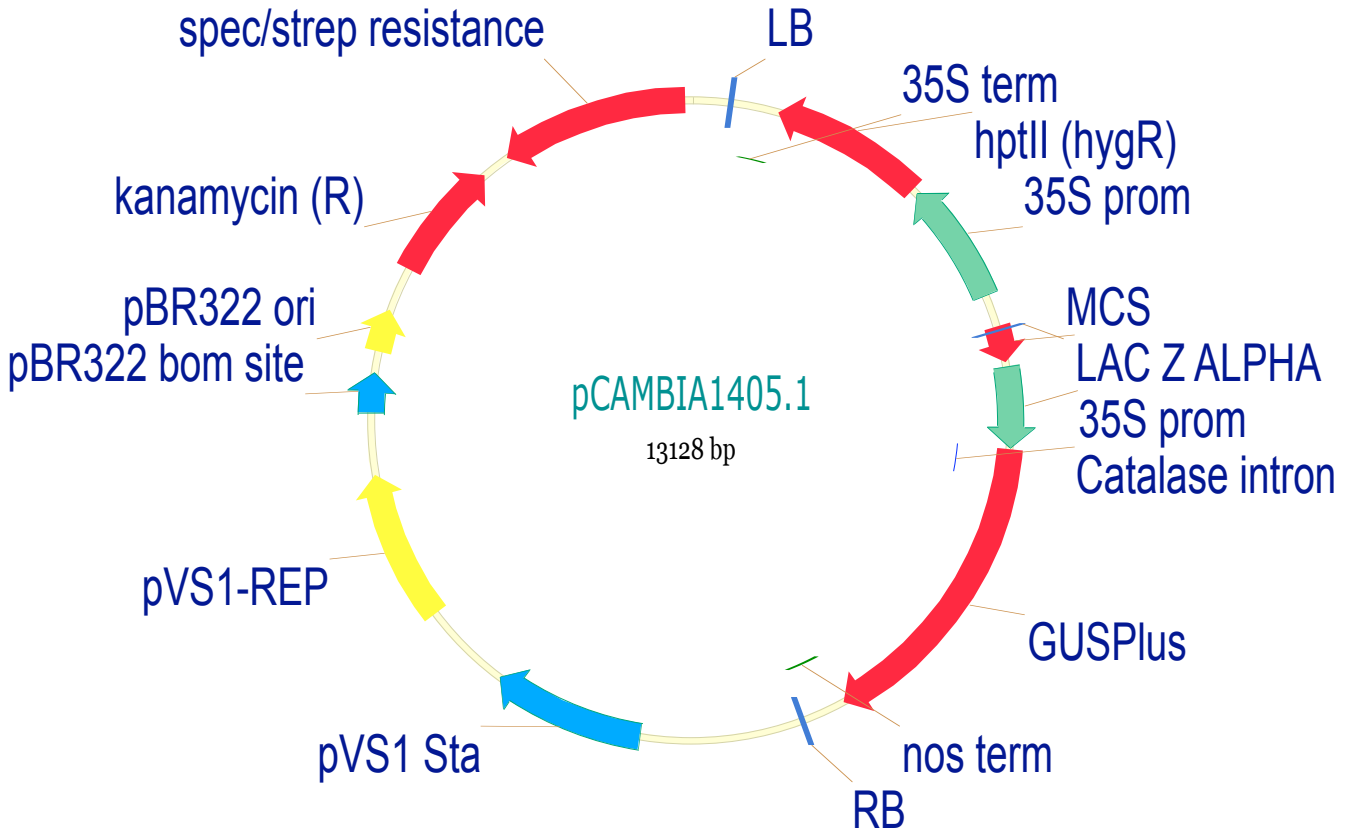 spec/strep resistance
LB
35S term
hptII (hygR)
35S prom
kanamycin (R)
pBR322 ori
pBR322 bom site
MCS
LAC Z ALPHA
35S prom
Catalase intron
pCAMBIA1405.1
13128 bp
pVS1-REP
GUSPlus
pVS1 Sta
nos term
RB